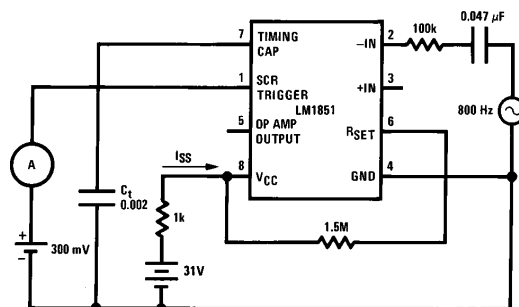 7
TIMING
CAP
1
SCR
TRIGGER
LM1851
5
OP AMP
OUTPUT
8
VCC
–IN
2
100k
0.047 µF
+IN
3
800 Hz
6
RSET
GND
4
ISS
A
Ct
0.002
1k
1.5M
+
–
300 mV
31V